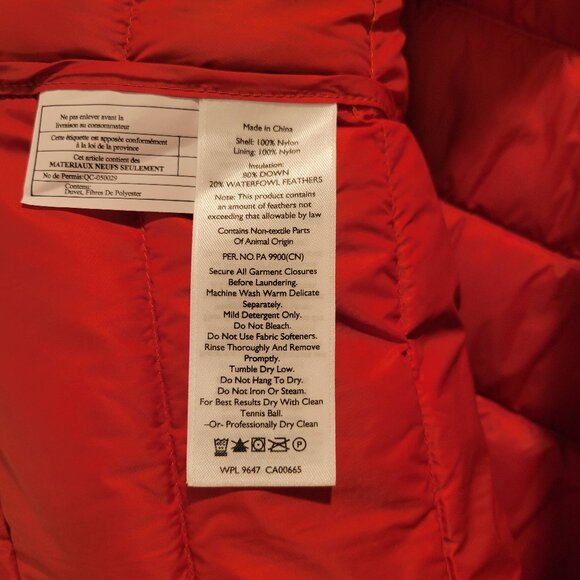 Ne pas enlever avant la
livraison au consommateur
Cette étiquette est apposée conformément
à la loi de la province
Cet article contient des
MATERIAUX NEUFS SEULEMENT
No de Permis:QC-050029
Contenu:
Duvet, Fibres De Polyester
Made in China
Shell: 100% Nylon
Lining: 100% Nylon
Insulation:
80% DOWN
20% WATERFOWL FEATHERS
Note: This product contains
an amount of feathers not
exceeding that allowable by law
Contains Non-textile Parts
Of Animal Origin
PER. NO. PA 9900(CN)
Secure All Garment Closures
Before Laundering.
Machine Wash Warm Delicate
Separately.
Mild Detergent Only.
Do Not Bleach.
Do Not Use Fabric Softeners.
Rinse Thoroughly And Remove
Promptly.
Tumble Dry Low.
Do Not Hang To Dry.
Do Not Iron Or Steam.
For Best Results Dry With Clean
Tennis Ball.
-Or- Professionally Dry Clean
WPL 9647 CA00665